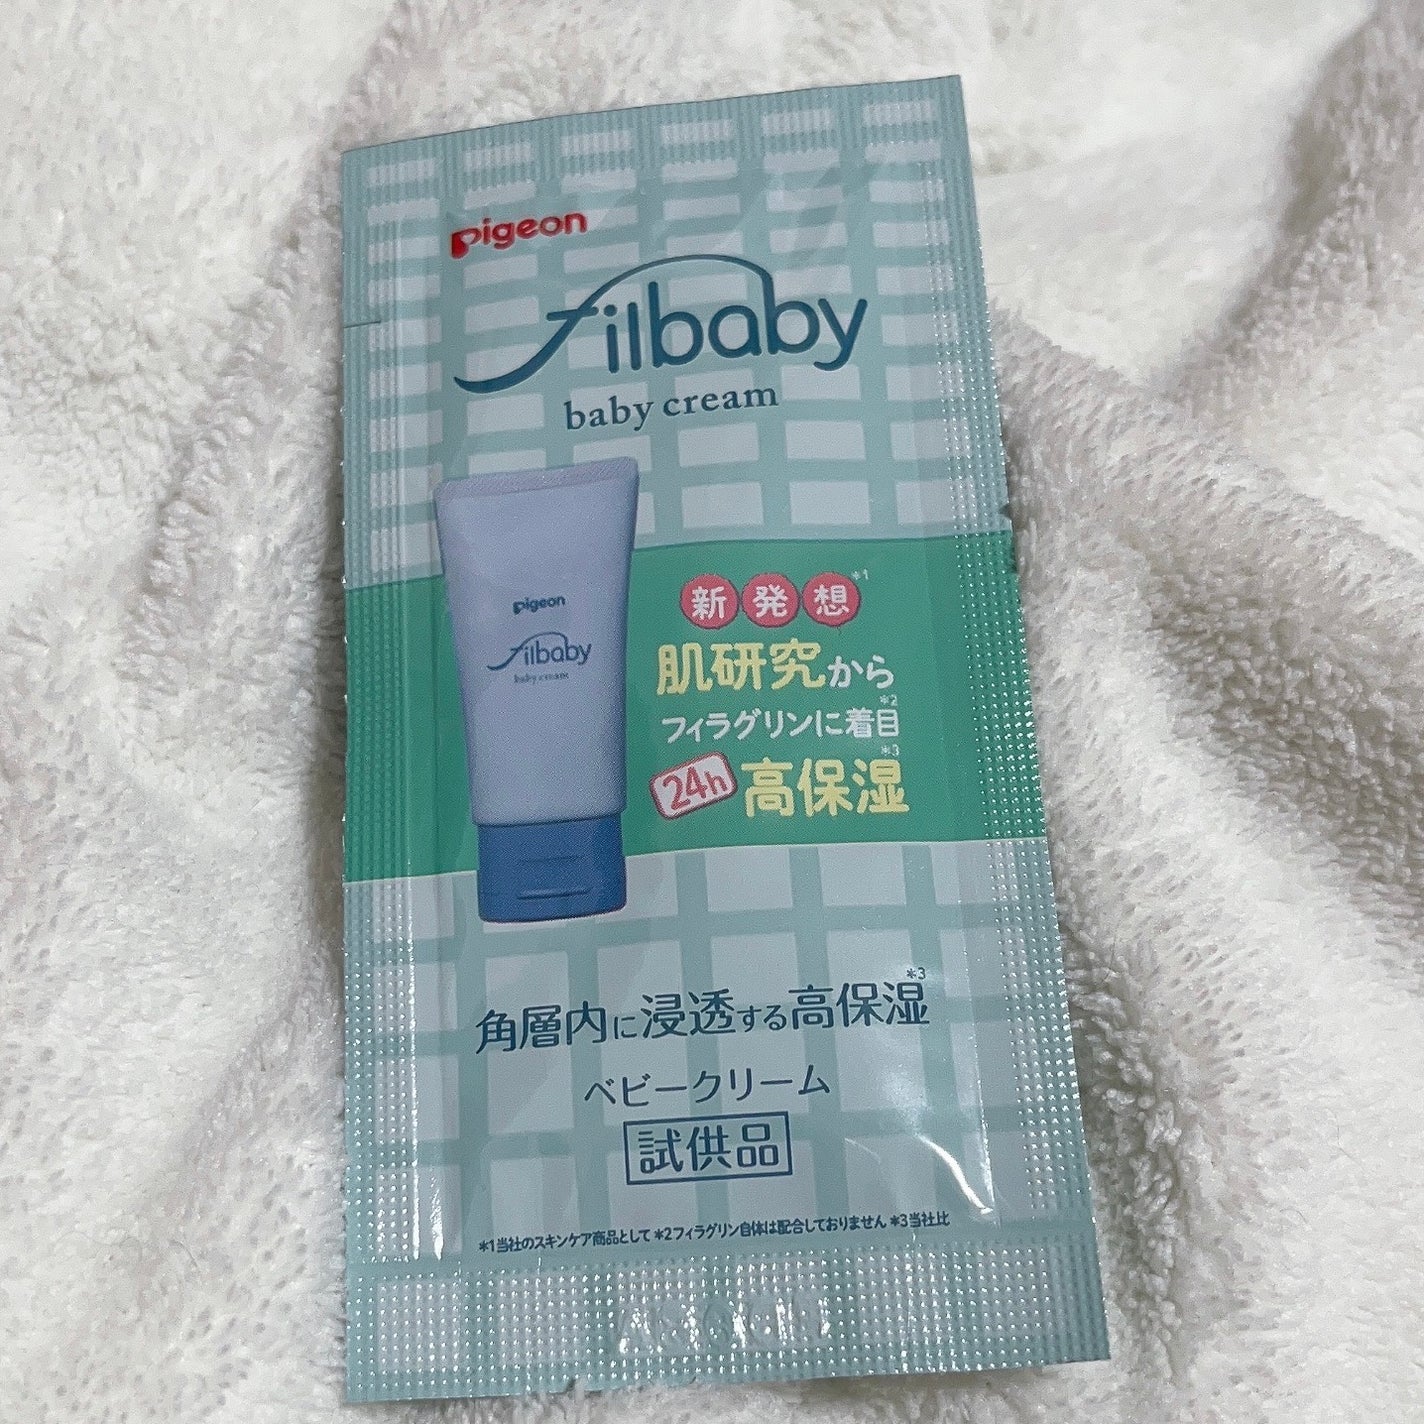 pigeon
filbaby
baby cream
pigeon
filbaby
baby cream
新発想*1
肌研究から
フィラグリンに着目*2
24h 高保湿*3
角層内に浸透する高保湿*3
ベビークリーム
試供品
*1当社のスキンケア商品として *2フィラグリン自体は配合しておりません *3当社比